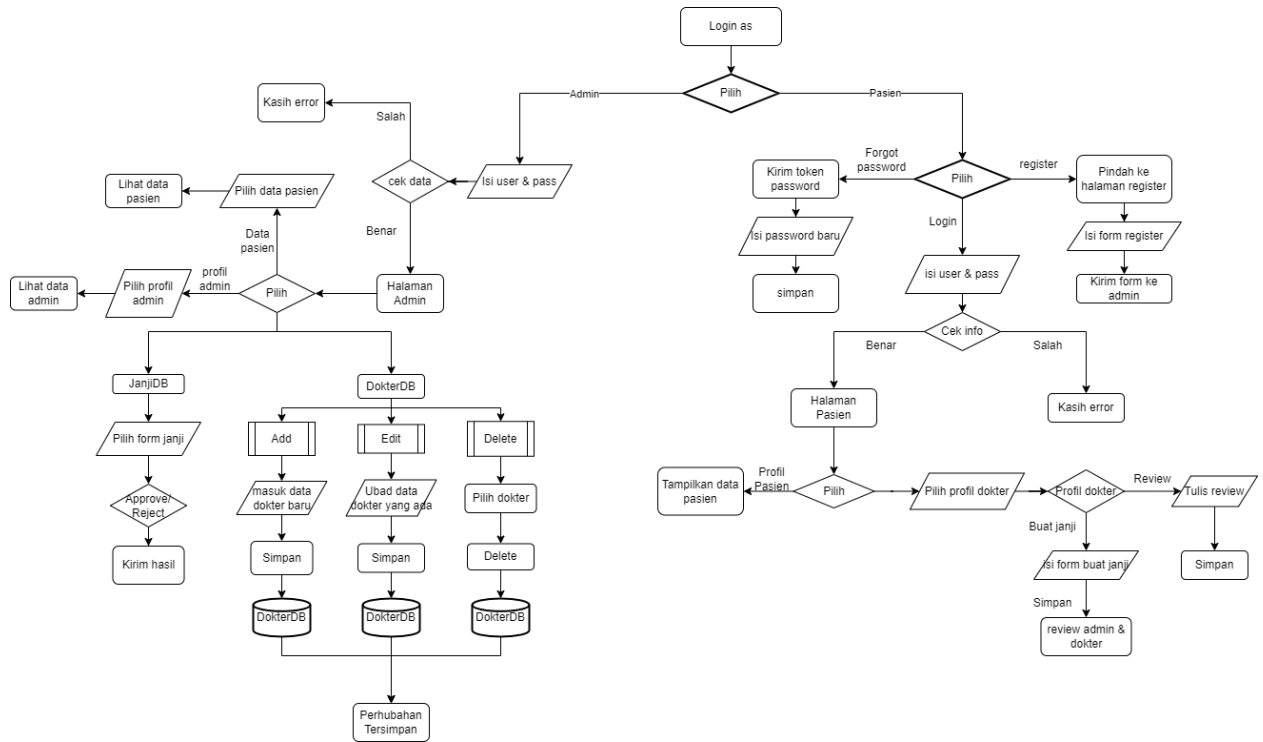 Login as
Pilih
Admin
Pasien
Kasih error
Salah
cek data
Isi user & pass
Benar
Halaman
Admin
Pilih
Data
pasien
Pilih data pasien
Lihat data
pasien
profil
admin
Pilih profil
admin
Lihat data
admin
JanjiDB
Pilih form janji
Approve/
Reject
Kirim hasil
DokterDB
Add
Edit
Delete
masuk data
dokter baru
Ubad data
dokter yang ada
Pilih dokter
Simpan
Simpan
Delete
DokterDB
DokterDB
DokterDB
Perhubahan
Tersimpan
Pilih
Forgot
password
Kirim token
password
Isi password baru
simpan
register
Pindah ke
halaman register
Isi form register
Kirim form ke
admin
Login
isi user & pass
Cek info
Benar
Salah
Kasih error
Halaman
Pasien
Pilih
Profil
Pasien
Tampilkan data
pasien
Pilih profil dokter
Profil dokter
Review
Tulis review
Simpan
Buat janji
isi form buat janji
Simpan
review admin &
dokter